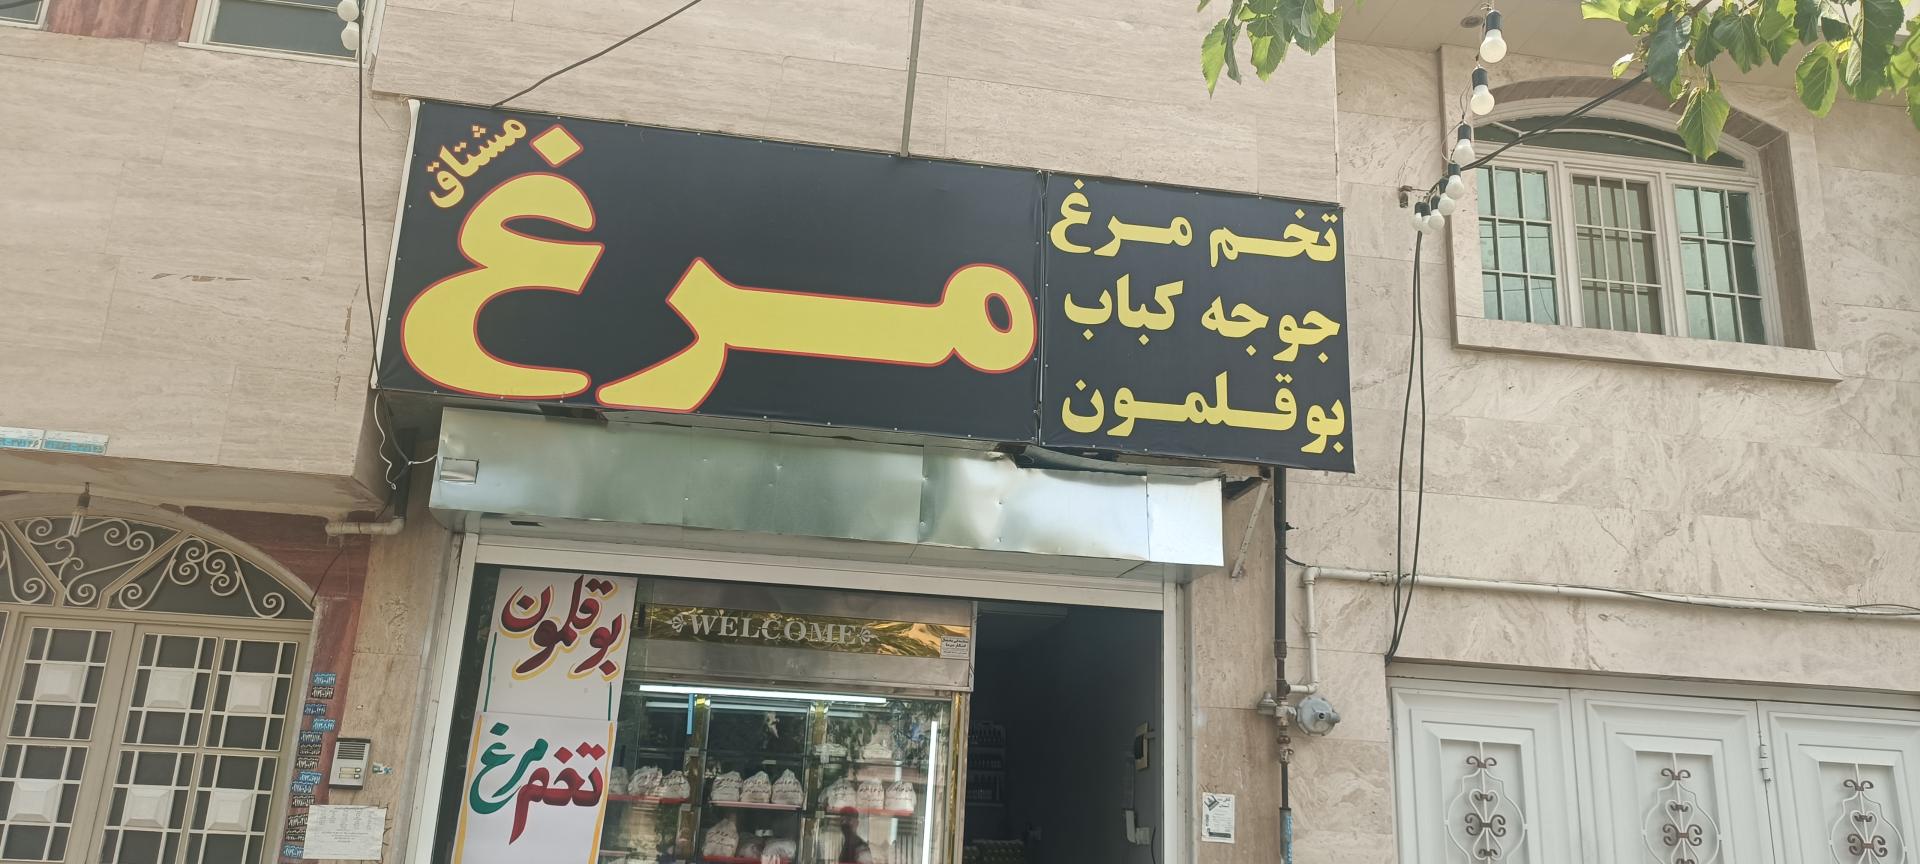 مشتاق
مرغ
تخم مرغ
جوجه کباب
بوقلمون
بوقلمون
WELCOME
تخم مرغ